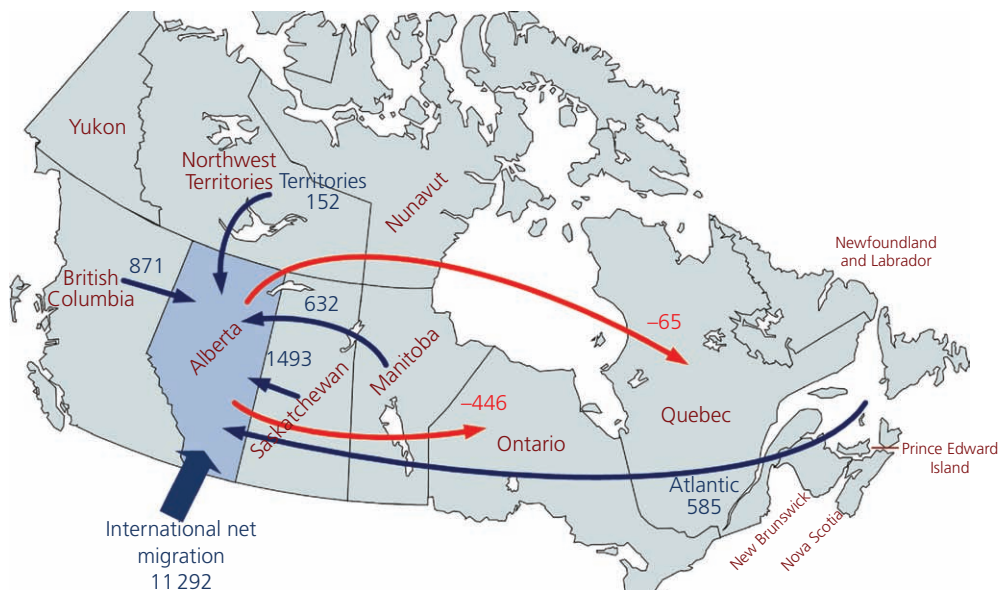 Yukon
Northwest
Territories
Territories
152
Nunavut
Newfoundland
and Labrador
871
British
Columbia
Alberta
632
1493
Saskatchewan
Manitoba
–65
–446
Ontario
Quebec
Prince Edward
Island
Atlantic
585
New Brunswick
Nova Scotia
International net
migration
11 292